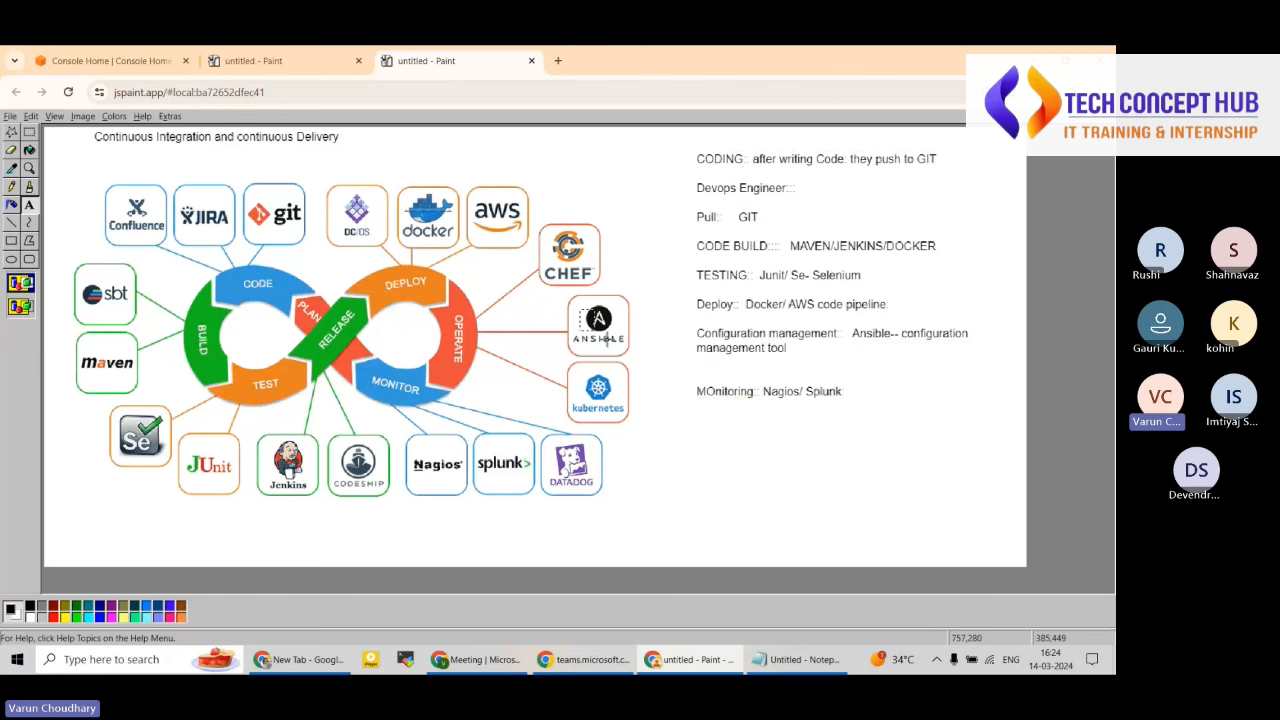 Console Home | Console Home
untitled - Paint
untitled - Paint
jspaint.app/#local:ba72652dfec41
File Edit View Image Colors Help Extras
TECH CONCEPT HUB
IT TRAINING & INTERNSHIP
Continuous Integration and continuous Delivery
Confluence
JIRA
git
DC/OS
docker
aws
CHEF
ANSIBLE
kubernetes
sbt
maven
Se
JUnit
Jenkins
CODESHIP
Nagios
splunk>
DATADOG
CODE
PLAN
BUILD
TEST
RELEASE
DEPLOY
OPERATE
MONITOR
CODING:: after writing Code: they push to GIT
Devops Engineer:::
Pull:: GIT
CODE BUILD:::: MAVEN/JENKINS/DOCKER
TESTING:: Junit/ Se- Selenium
Deploy:: Docker/ AWS code pipeline:
Configuration management:: Ansible-- configuration
management tool
MOnitoring:: Nagios/ Splunk:
R
Rushi
S
Shahnavaz
Gauri Ku...
K
kohin
VC
Varun C...
IS
Imtiyaj S...
DS
Devendr...
For Help, click Help Topics on the Help Menu.
757,280
385,449
Type here to search
New Tab - Googl...
Meeting | Micros...
teams.microsoft.c...
untitled - Paint - ...
Untitled - Notep...
34°C
ENG
16:24
14-03-2024
Varun Choudhary